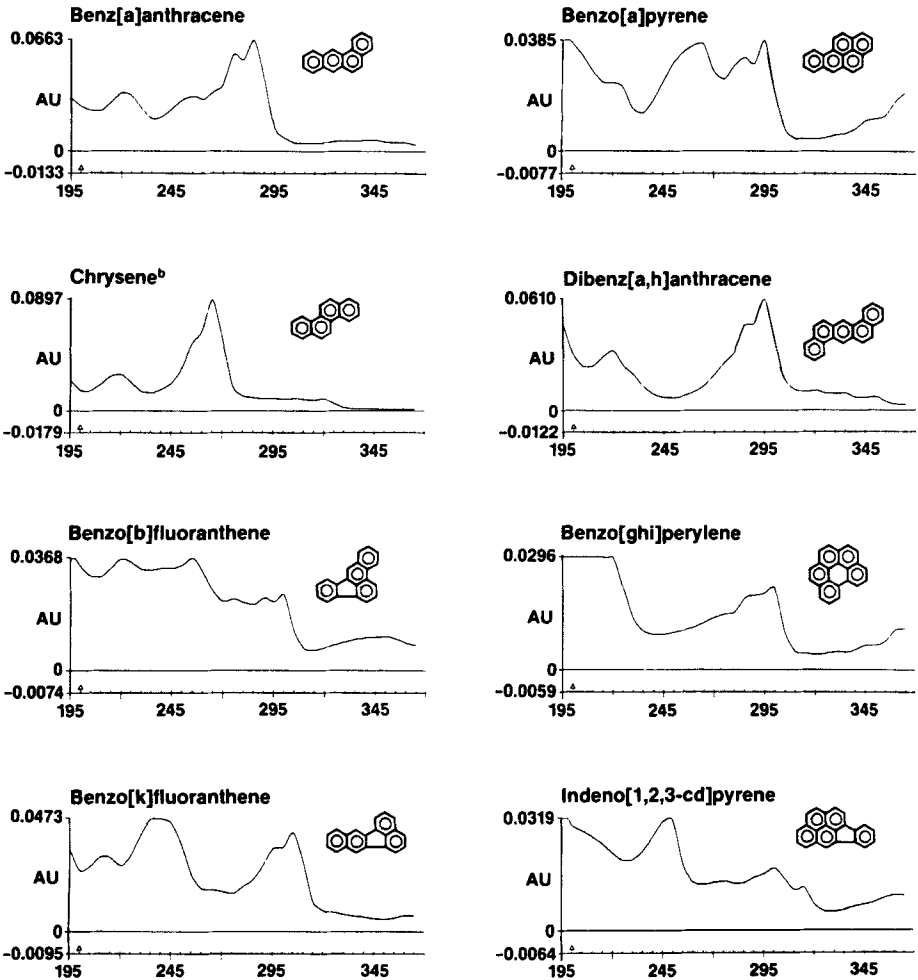 Benz[a]anthracene
0.0663
AU
0
−0.0133
195 245 295 345
Benzo[a]pyrene
0.0385
AU
0
−0.0077
195 245 295 345
Chrysene^b
0.0897
AU
0
−0.0179
195 245 295 345
Dibenz[a,h]anthracene
0.0610
AU
0
−0.0122
195 245 295 345
Benzo[b]fluoranthene
0.0368
AU
0
−0.0074
195 245 295 345
Benzo[ghi]perylene
0.0296
AU
0
−0.0059
195 245 295 345
Benzo[k]fluoranthene
0.0473
AU
0
−0.0095
195 245 295 345
Indeno[1,2,3-cd]pyrene
0.0319
AU
0
−0.0064
195 245 295 345